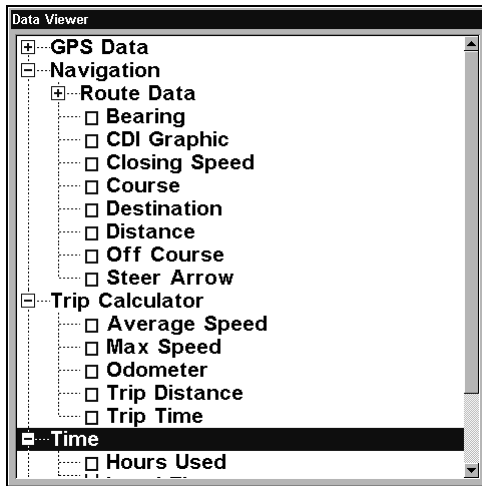 Data Viewer
GPS Data
Navigation
Route Data
Bearing
CDI Graphic
Closing Speed
Course
Destination
Distance
Off Course
Steer Arrow
Trip Calculator
Average Speed
Max Speed
Odometer
Trip Distance
Trip Time
Time
Hours Used